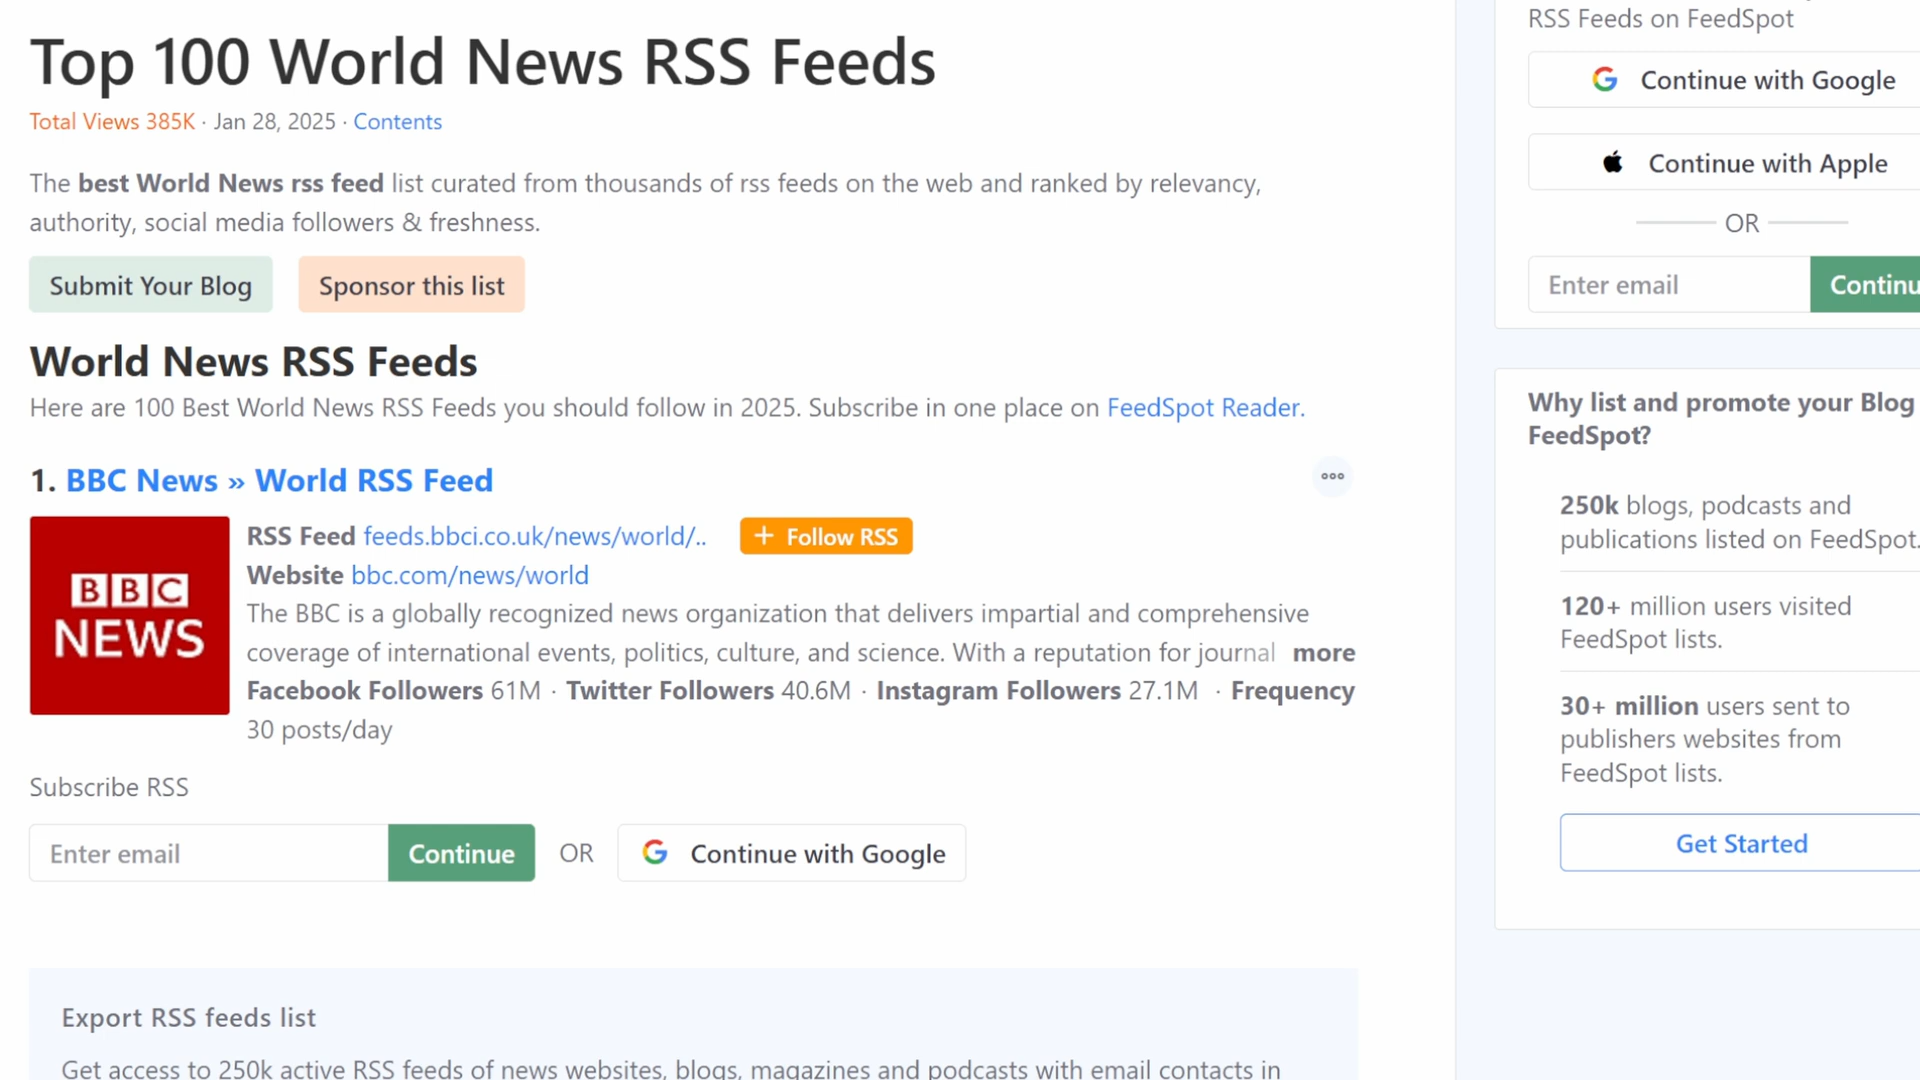 Top 100 World News RSS Feeds
Total Views 385K · Jan 28, 2025 · Contents
The best World News rss feed list curated from thousands of rss feeds on the web and ranked by relevancy,
authority, social media followers & freshness.
Submit Your Blog
Sponsor this list
World News RSS Feeds
Here are 100 Best World News RSS Feeds you should follow in 2025. Subscribe in one place on FeedSpot Reader.
1. BBC News » World RSS Feed
BBC
NEWS
RSS Feed feeds.bbci.co.uk/news/world/..
+ Follow RSS
Website bbc.com/news/world
The BBC is a globally recognized news organization that delivers impartial and comprehensive
coverage of international events, politics, culture, and science. With a reputation for journal more
Facebook Followers 61M · Twitter Followers 40.6M · Instagram Followers 27.1M · Frequency
30 posts/day
Subscribe RSS
Enter email
Continue
OR
Continue with Google
Export RSS feeds list
Get access to 250k active RSS feeds of news websites, blogs, magazines and podcasts with email contacts in
RSS Feeds on FeedSpot
Continue with Google
Continue with Apple
OR
Enter email
Continu
Why list and promote your Blog
FeedSpot?
250k blogs, podcasts and
publications listed on FeedSpot.
120+ million users visited
FeedSpot lists.
30+ million users sent to
publishers websites from
FeedSpot lists.
Get Started